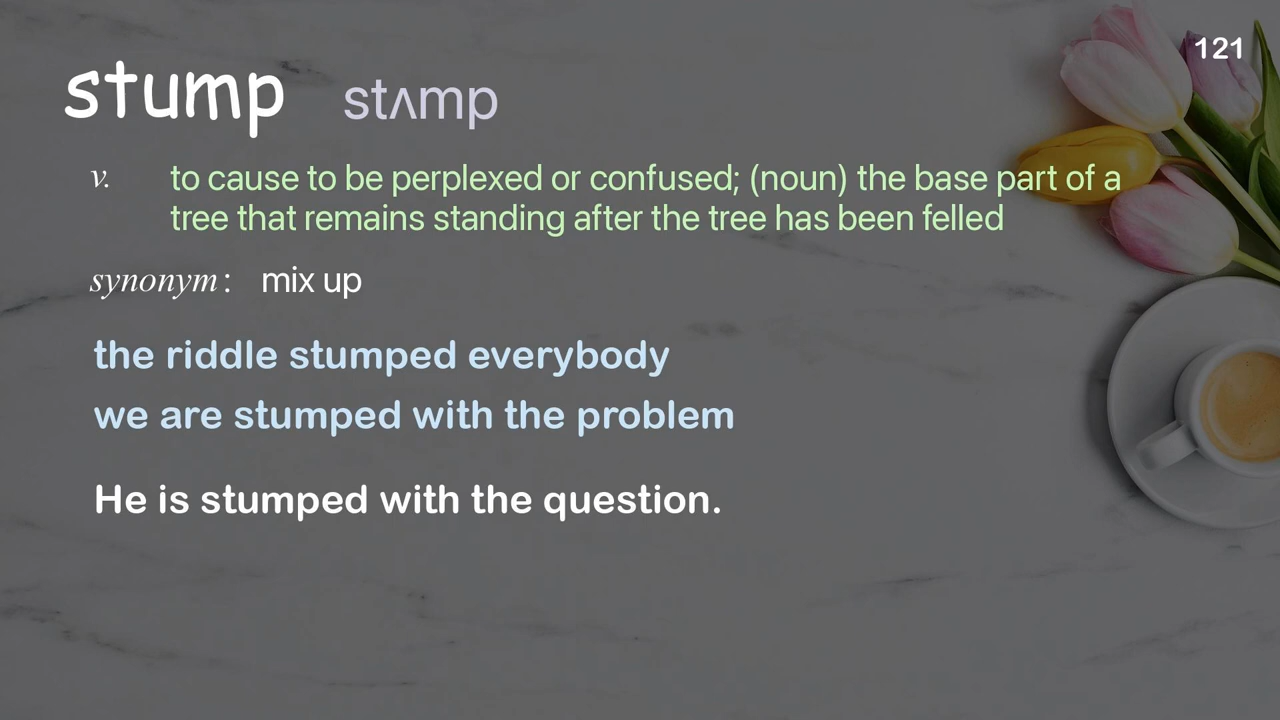 121
stump stʌmp
v. to cause to be perplexed or confused; (noun) the base part of a
tree that remains standing after the tree has been felled
synonym: mix up
the riddle stumped everybody
we are stumped with the problem
He is stumped with the question.